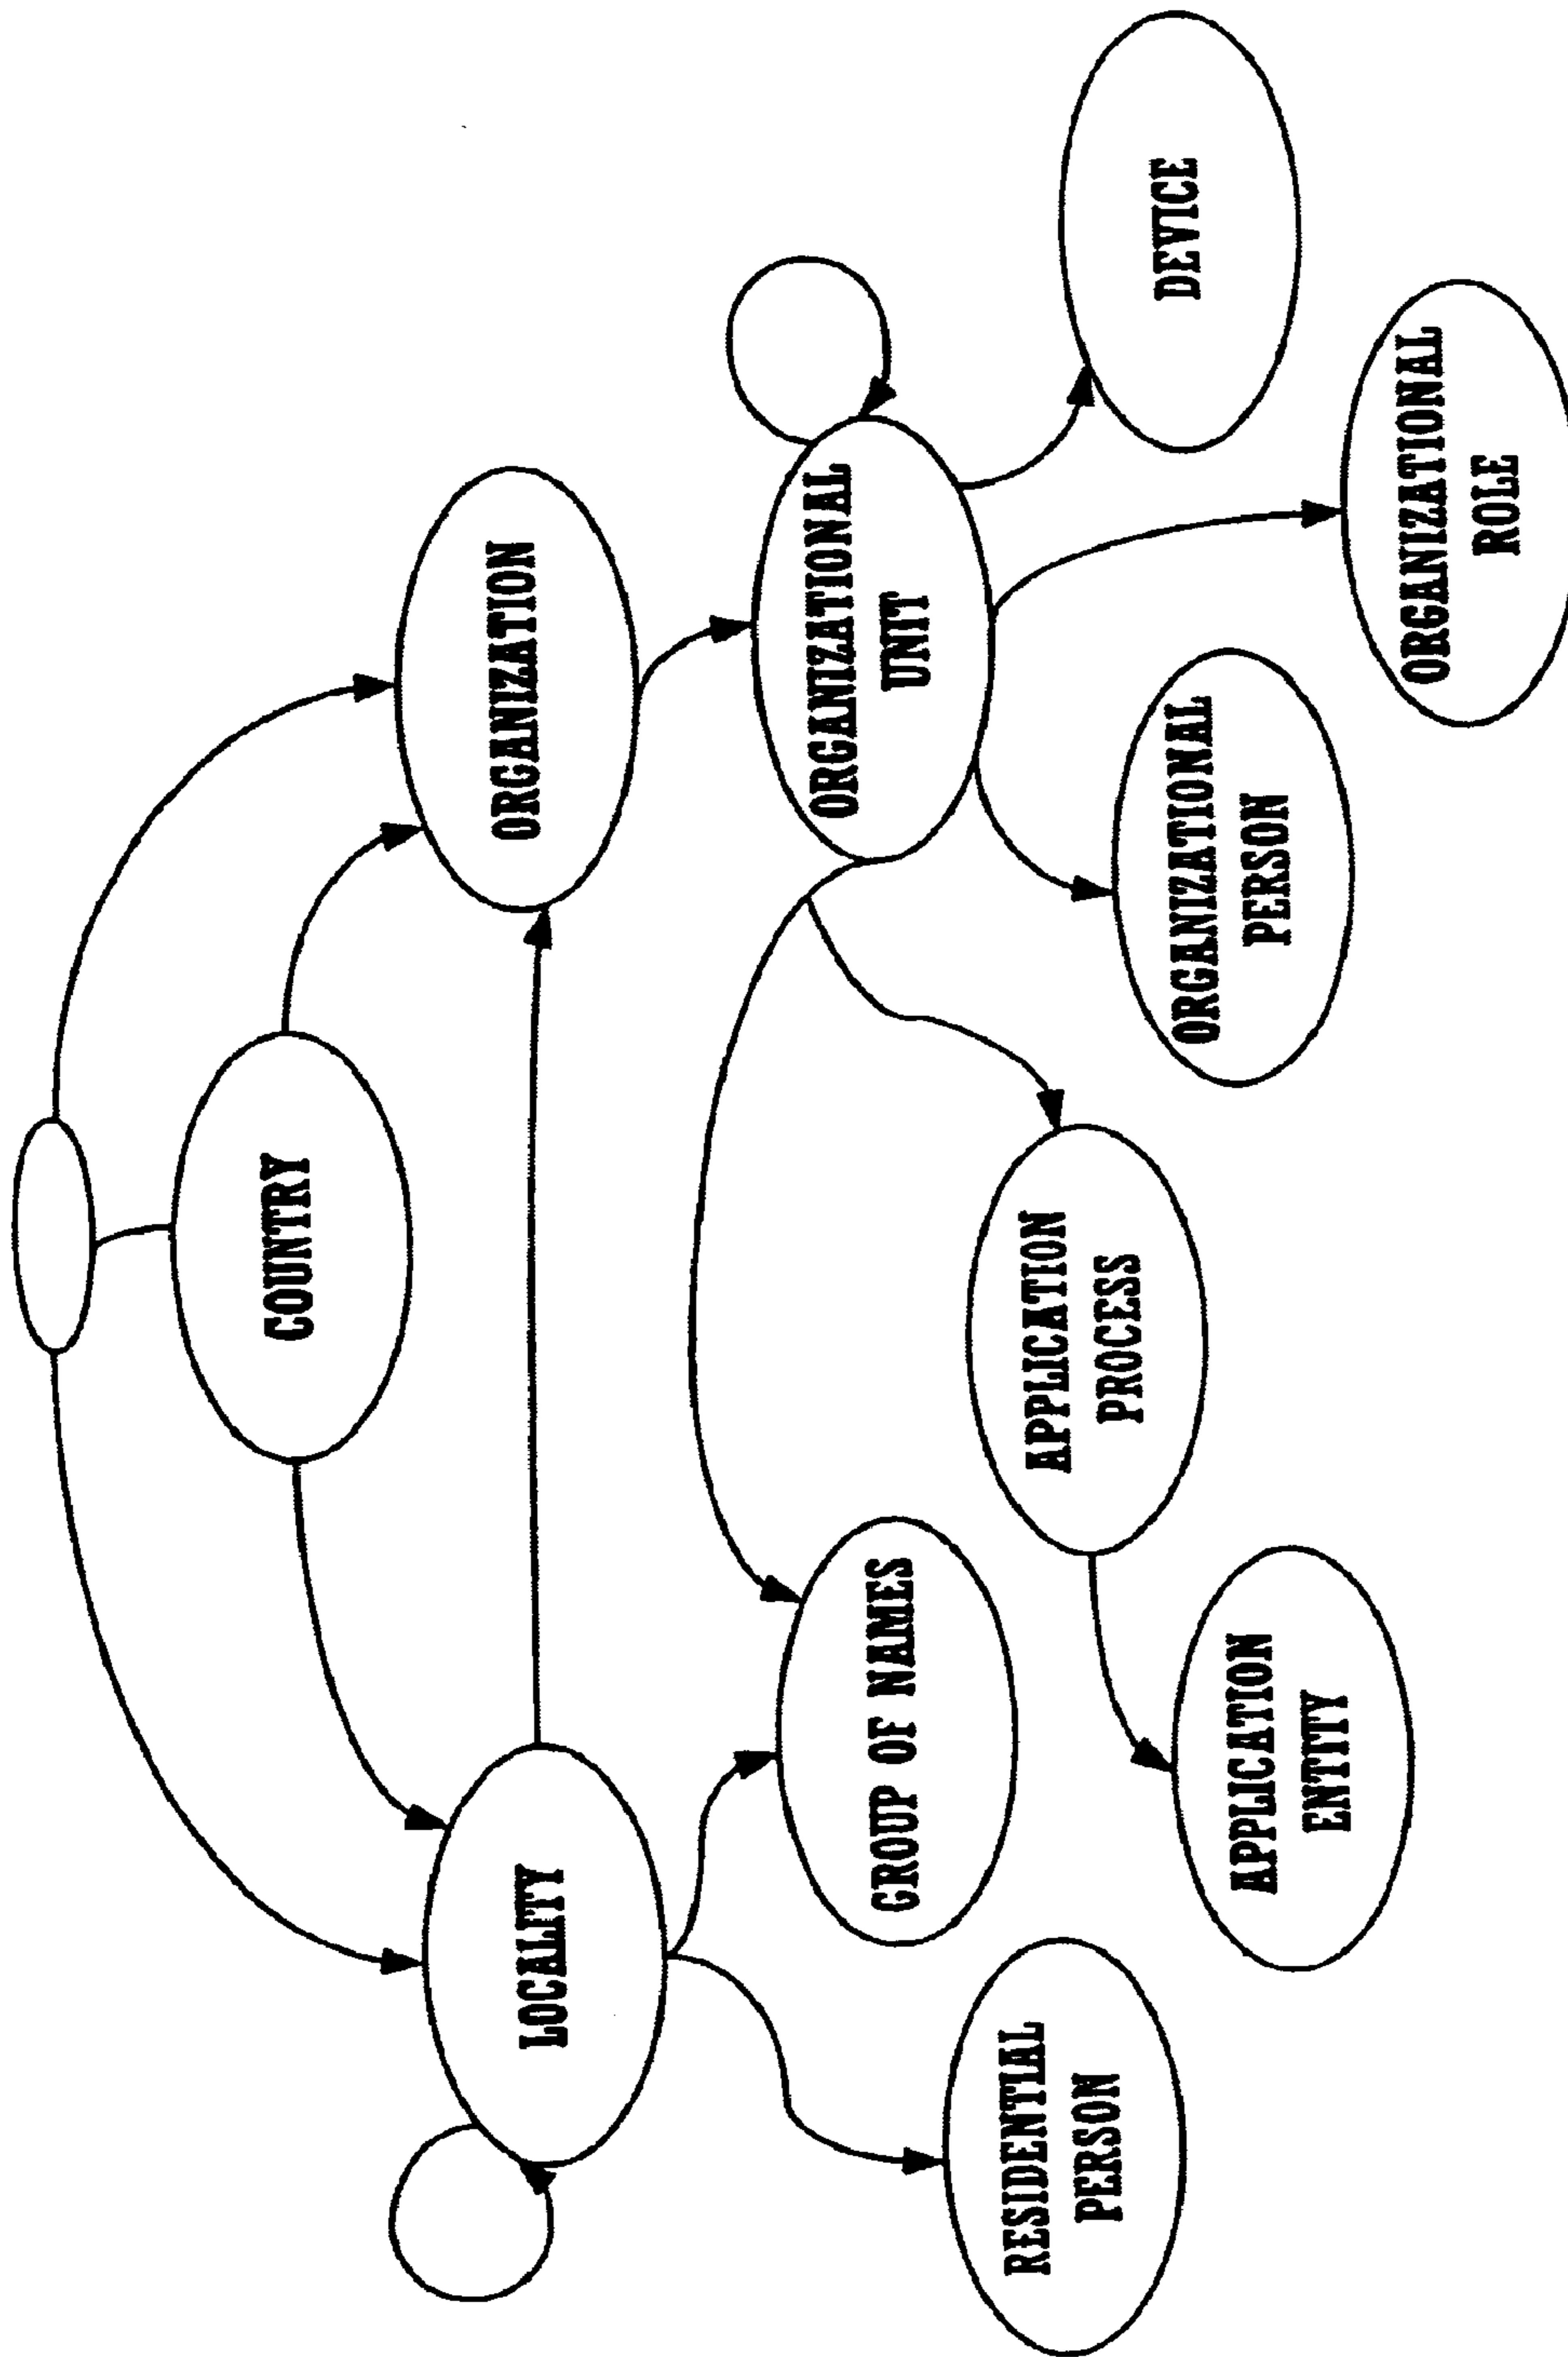 COUNTRY
LOCALITY
ORGANIZATION
GROUP OF NAMES
ORGANIZATIONAL
UNIT
RESIDENTIAL
PERSON
APPLICATION
PROCESS
APPLICATION
ENTITY
ORGANIZATIONAL
PERSON
DEVICE
ORGANIZATIONAL
ROLE